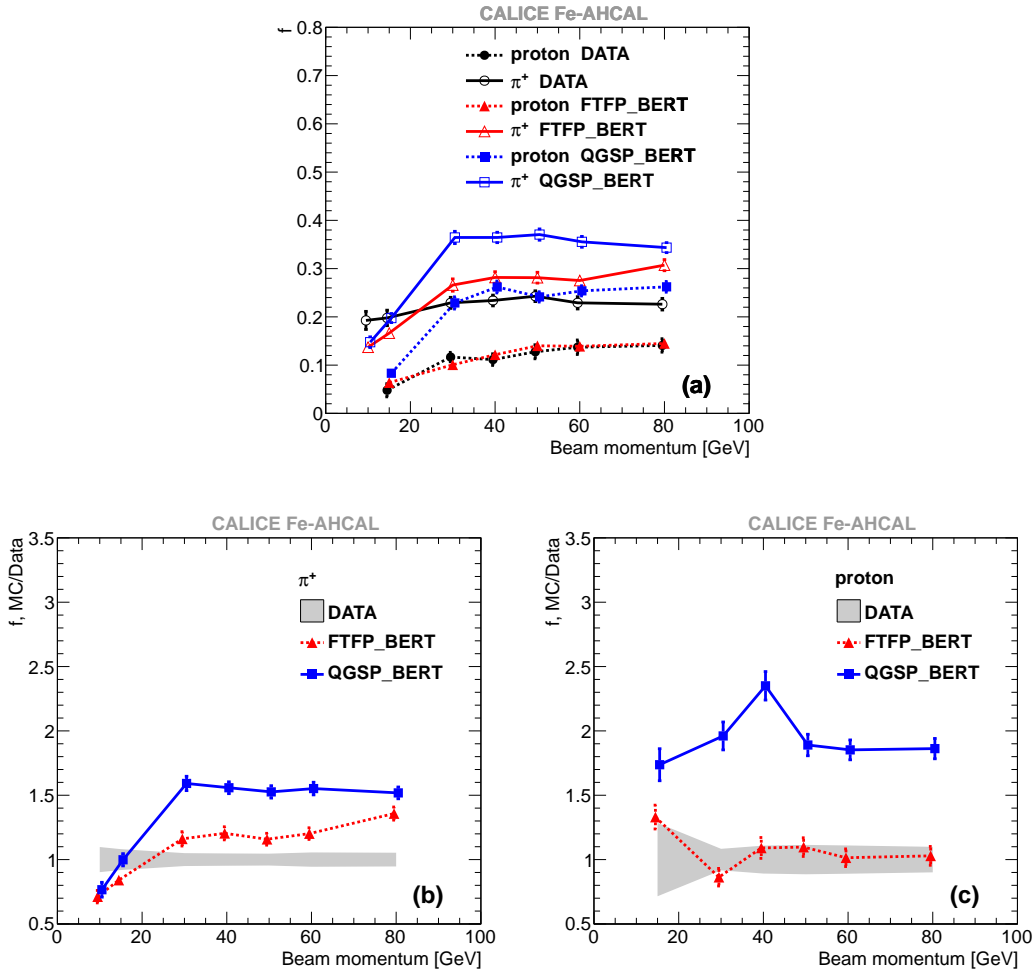 CALICE Fe-AHCAL
f
0.8
0.7
0.6
0.5
0.4
0.3
0.2
0.1
0
proton DATA
π+ DATA
proton FTFP_BERT
π+ FTFP_BERT
proton QGSP_BERT
π+ QGSP_BERT
(a)
0 20 40 60 80 100
Beam momentum [GeV]
CALICE Fe-AHCAL
f, MC/Data
3.5
3
2.5
2
1.5
1
0.5
π+
DATA
FTFP_BERT
QGSP_BERT
(b)
0 20 40 60 80 100
Beam momentum [GeV]
CALICE Fe-AHCAL
f, MC/Data
3.5
3
2.5
2
1.5
1
0.5
proton
DATA
FTFP_BERT
QGSP_BERT
(c)
0 20 40 60 80 100
Beam momentum [GeV]